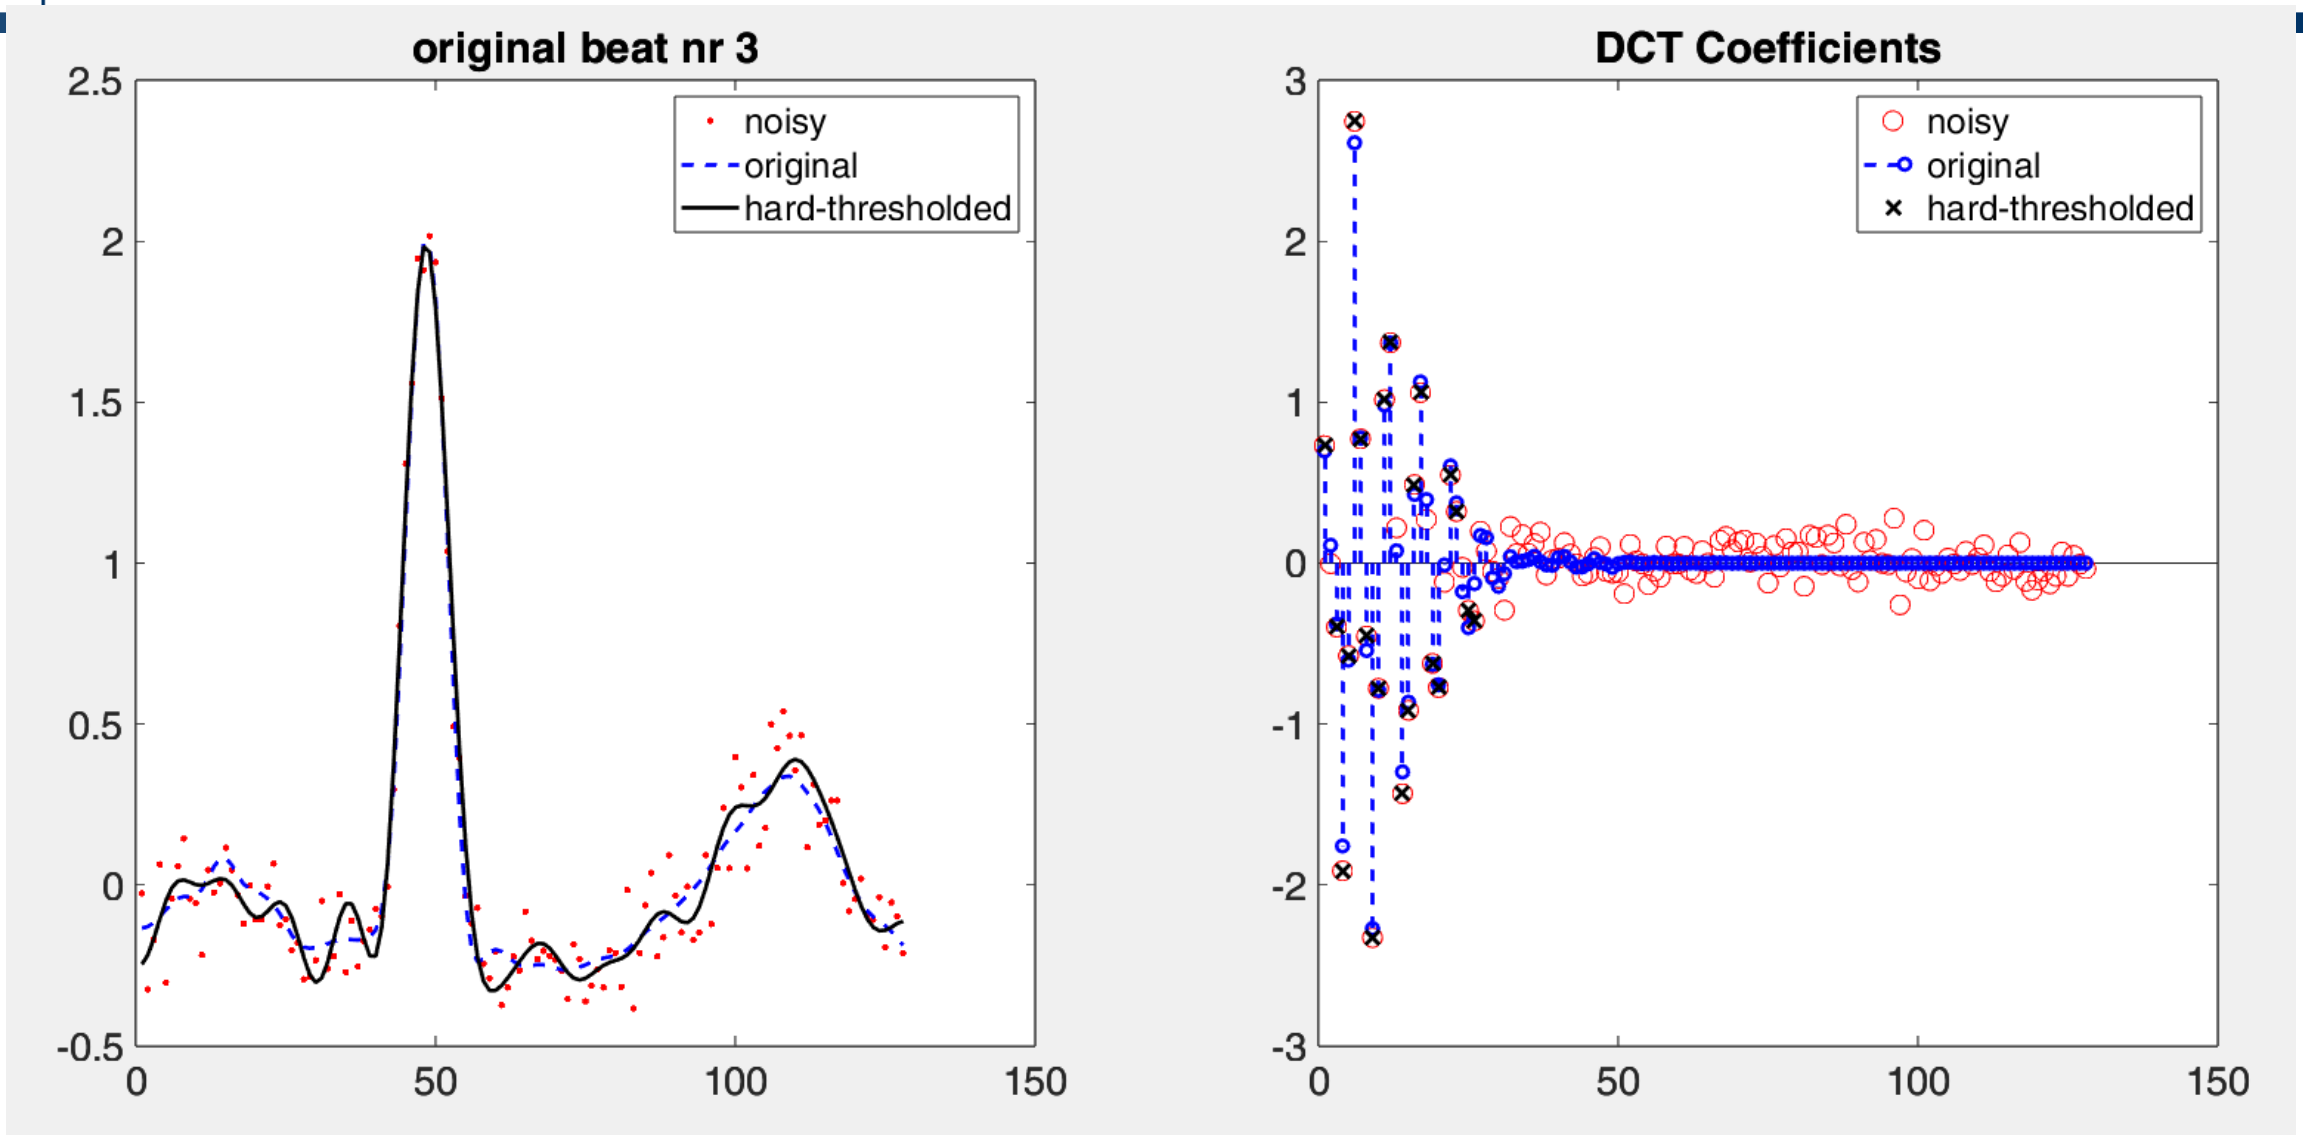 original beat nr 3
2.5
2
1.5
1
0.5
0
-0.5
0 50 100 150
noisy
original
hard-thresholded
DCT Coefficients
3
2
1
0
-1
-2
-3
0 50 100 150
noisy
original
hard-thresholded